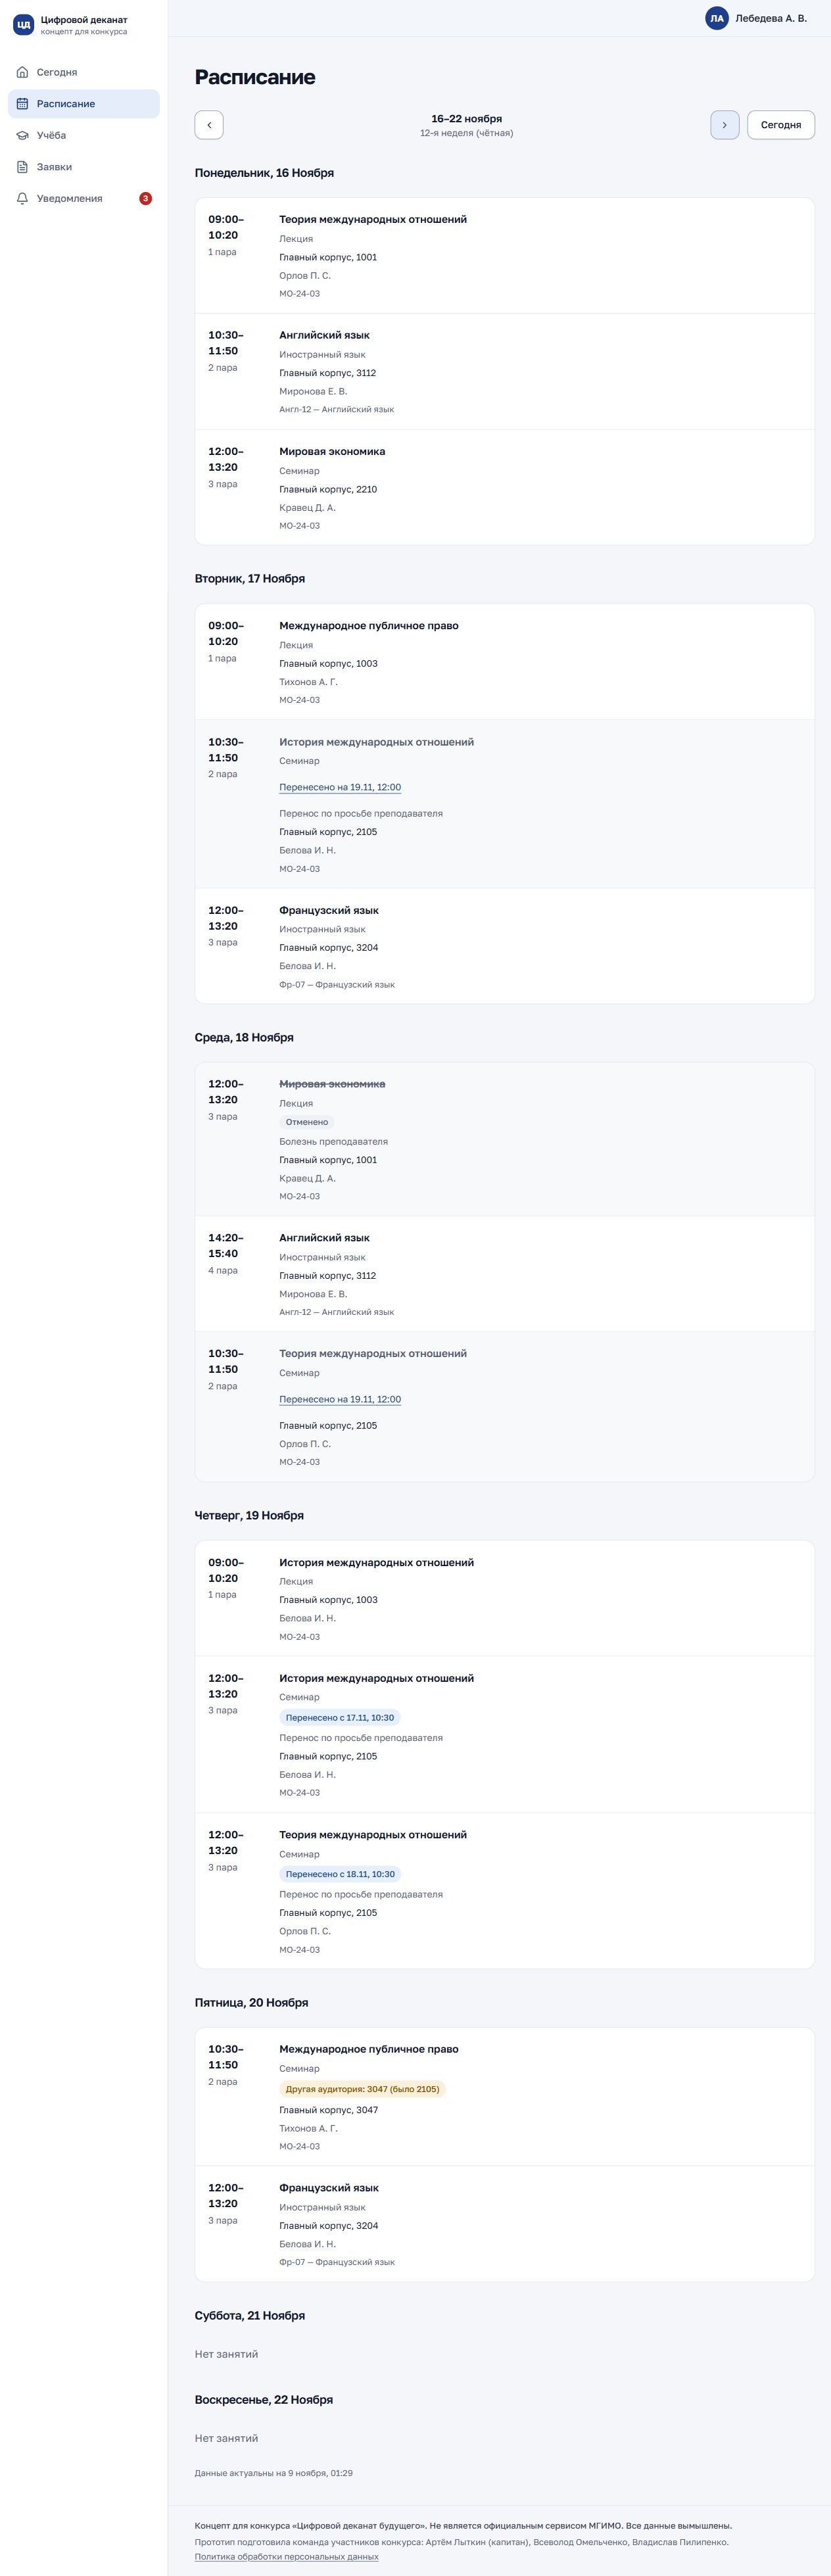 ЦД
Цифровой деканат
концепт для конкурса
Сегодня
Расписание
Учёба
Заявки
Уведомления 3
ЛА Лебедева А. В.
Расписание
16–22 ноября
12-я неделя (чётная)
Сегодня
Понедельник, 16 Ноября
09:00–
10:20
1 пара
Теория международных отношений
Лекция
Главный корпус, 1001
Орлов П. С.
МО-24-03
10:30–
11:50
2 пара
Английский язык
Иностранный язык
Главный корпус, 3112
Миронова Е. В.
Англ-12 — Английский язык
12:00–
13:20
3 пара
Мировая экономика
Семинар
Главный корпус, 2210
Кравец Д. А.
МО-24-03
Вторник, 17 Ноября
09:00–
10:20
1 пара
Международное публичное право
Лекция
Главный корпус, 1003
Тихонов А. Г.
МО-24-03
10:30–
11:50
2 пара
История международных отношений
Семинар
Перенесено на 19.11, 12:00
Перенос по просьбе преподавателя
Главный корпус, 2105
Белова И. Н.
МО-24-03
12:00–
13:20
3 пара
Французский язык
Иностранный язык
Главный корпус, 3204
Белова И. Н.
Фр-07 — Французский язык
Среда, 18 Ноября
12:00–
13:20
3 пара
Мировая экономика
Лекция
Отменено
Болезнь преподавателя
Главный корпус, 1001
Кравец Д. А.
МО-24-03
14:20–
15:40
4 пара
Английский язык
Иностранный язык
Главный корпус, 3112
Миронова Е. В.
Англ-12 — Английский язык
10:30–
11:50
2 пара
Теория международных отношений
Семинар
Перенесено на 19.11, 12:00
Главный корпус, 2105
Орлов П. С.
МО-24-03
Четверг, 19 Ноября
09:00–
10:20
1 пара
История международных отношений
Лекция
Главный корпус, 1003
Белова И. Н.
МО-24-03
12:00–
13:20
3 пара
История международных отношений
Семинар
Перенесено с 17.11, 10:30
Перенос по просьбе преподавателя
Главный корпус, 2105
Белова И. Н.
МО-24-03
12:00–
13:20
3 пара
Теория международных отношений
Семинар
Перенесено с 18.11, 10:30
Перенос по просьбе преподавателя
Главный корпус, 2105
Орлов П. С.
МО-24-03
Пятница, 20 Ноября
10:30–
11:50
2 пара
Международное публичное право
Семинар
Другая аудитория: 3047 (было 2105)
Главный корпус, 3047
Тихонов А. Г.
МО-24-03
12:00–
13:20
3 пара
Французский язык
Иностранный язык
Главный корпус, 3204
Белова И. Н.
Фр-07 — Французский язык
Суббота, 21 Ноября
Нет занятий
Воскресенье, 22 Ноября
Нет занятий
Данные актуальны на 9 ноября, 01:29
Концепт для конкурса «Цифровой деканат будущего». Не является официальным сервисом МГИМО. Все данные вымышлены.
Прототип подготовила команда участников конкурса: Артём Лыткин (капитан), Всеволод Омельченко, Владислав Пилипенко.
Политика обработки персональных данных